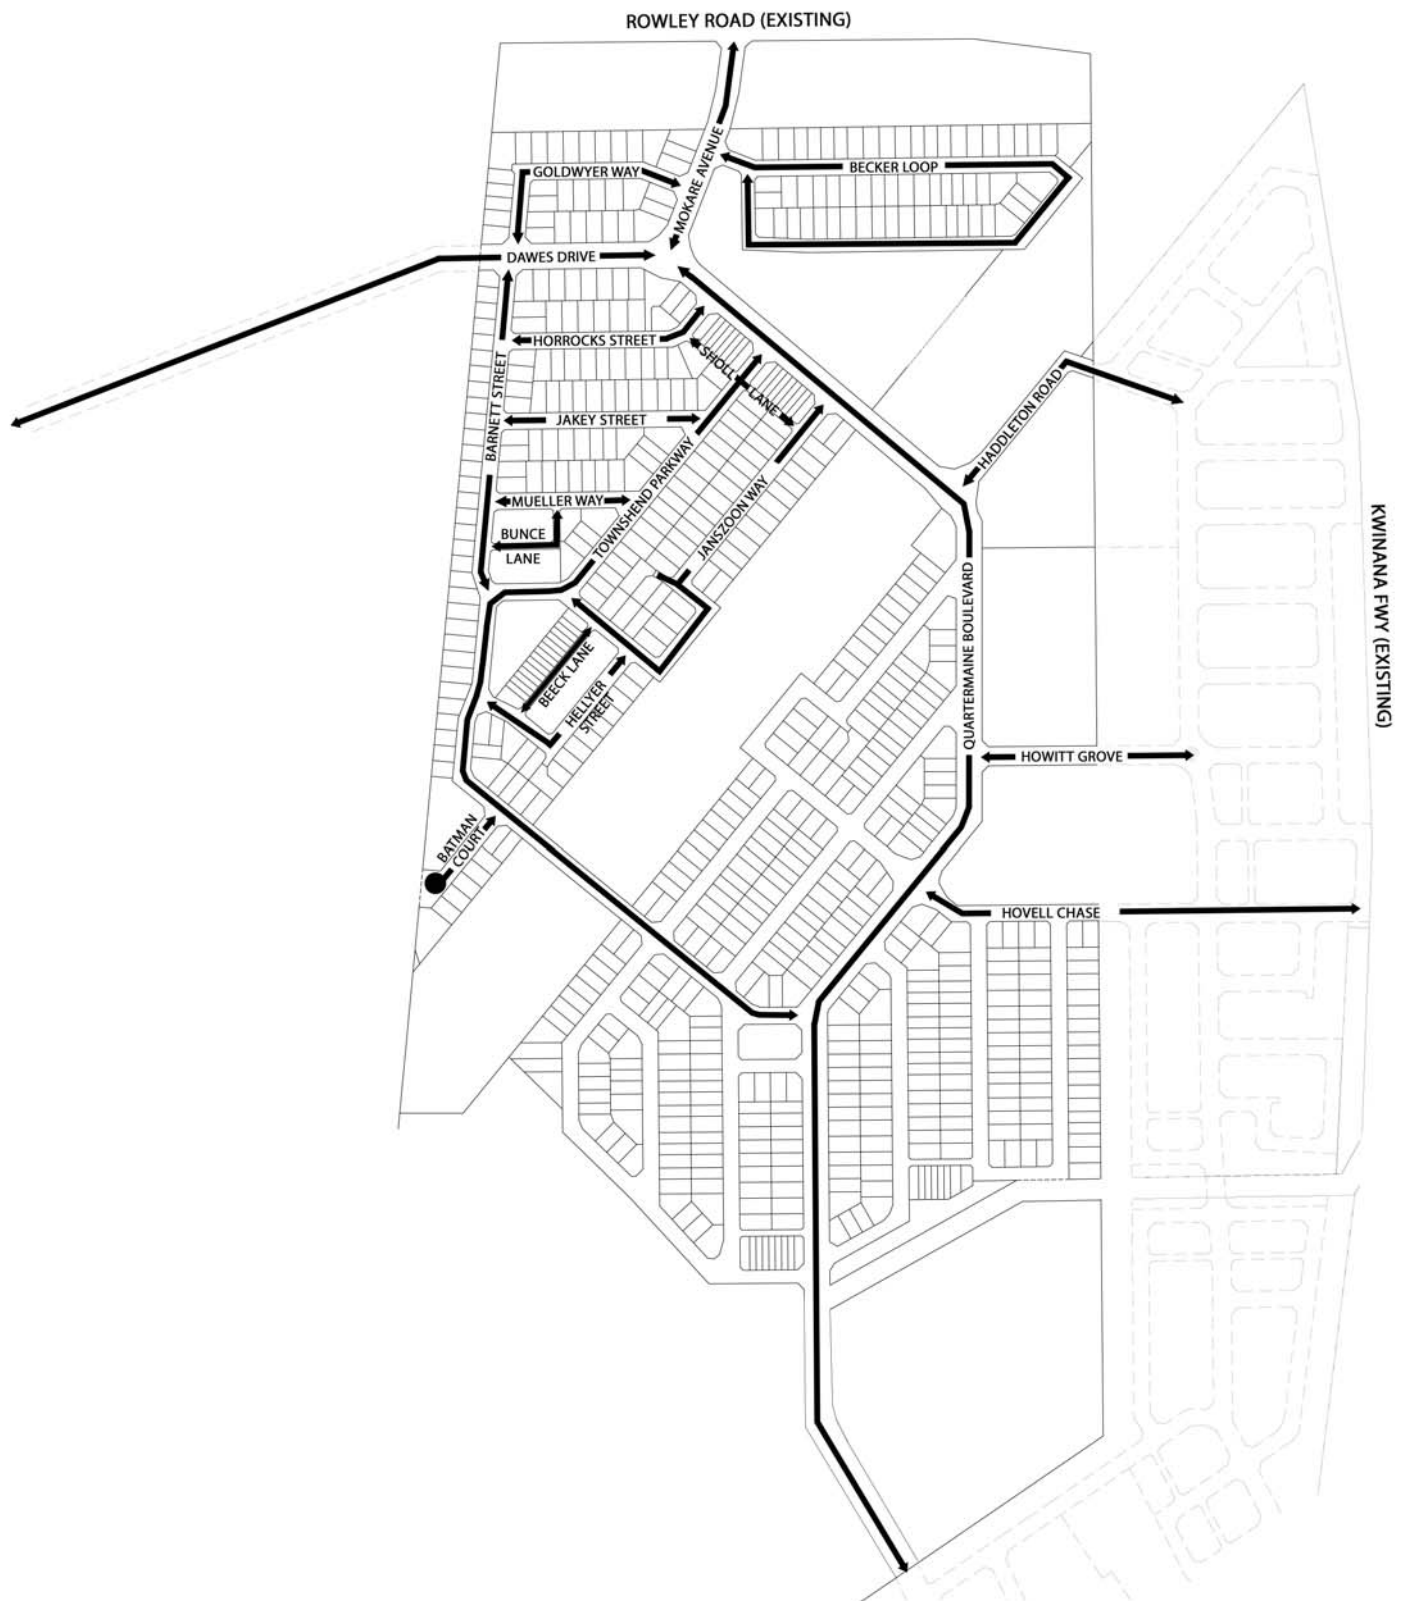 ROWLEY ROAD (EXISTING)
MOKARE AVENUE
BECKER LOOP
GOLDWYER WAY
DAWES DRIVE
HORROCKS STREET
SHOLL LANE
BARNETT STREET
HADDLETON ROAD
JAKEY STREET
TOWNSHEND PARKWAY
JANSZOON WAY
MUELLER WAY
BUNCE
LANE
KWINANA FWY (EXISTING)
QUARTERMAINE BOULEVARD
BEECK LANE
HELLYER
STREET
HOWITT GROVE
BATMAN
COURT
HOVELL CHASE